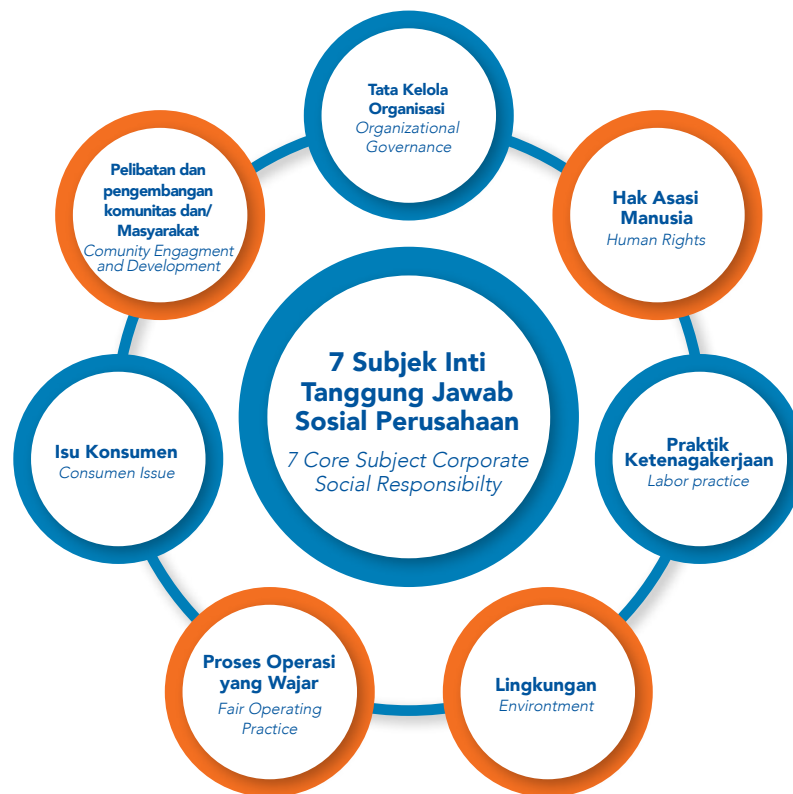 Tata Kelola
Organisasi
Organizational
Governance
Hak Asasi
Manusia
Human Rights
Praktik
Ketenagakerjaan
Labor practice
Lingkungan
Environtment
Proses Operasi
yang Wajar
Fair Operating
Practice
Isu Konsumen
Consumen Issue
Pelibatan dan
pengembangan
komunitas dan/
Masyarakat
Comunity Engagment
and Development
7 Subjek Inti
Tanggung Jawab
Sosial Perusahaan
7 Core Subject Corporate
Social Responsibilty